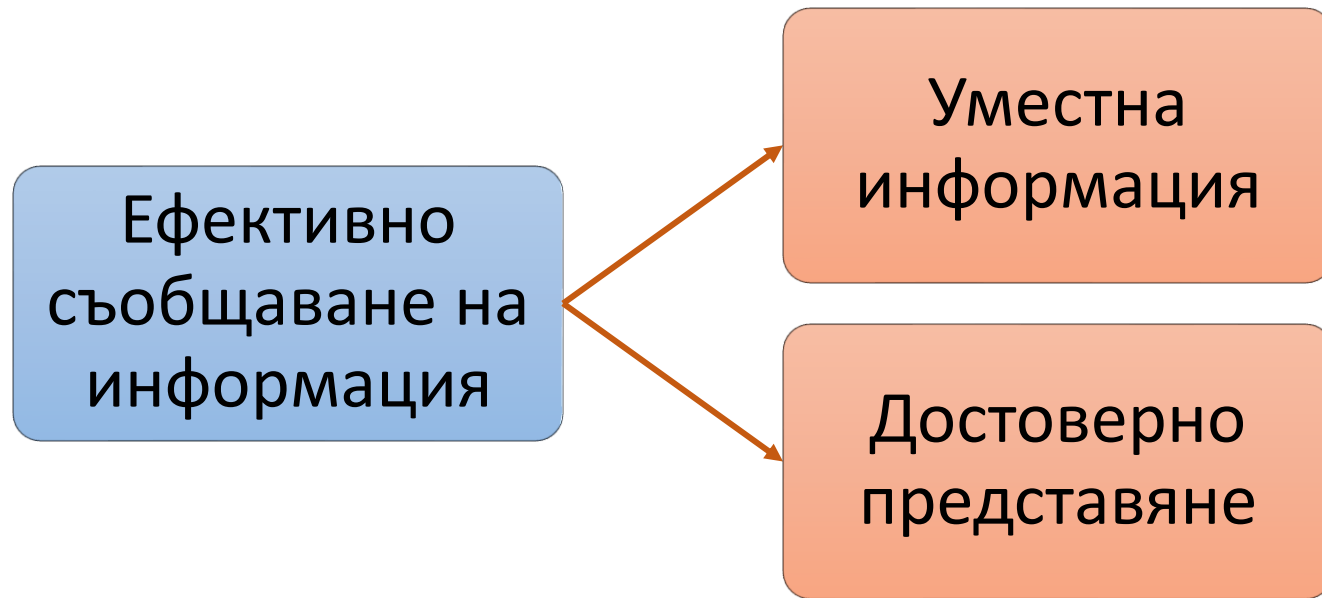 Ефективно
съобщаване на
информация
Уместна
информация
Достоверно
представяне